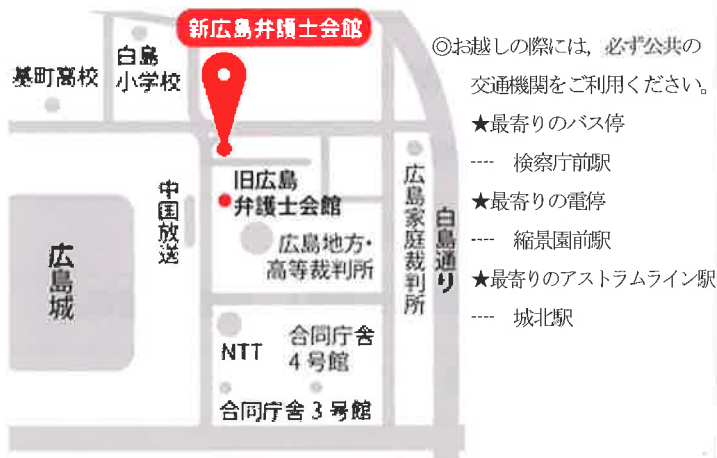 新広島弁護士会館
白島
小学校
基町高校
旧広島
弁護士会館
中国放送
広島城
広島地方・
高等裁判所
広島家庭裁判所
白島通り
NTT
合同庁舎
4号館
合同庁舎3号館
◎お越しの際には，必ず公共の
交通機関をご利用ください。
★最寄りのバス停
---- 検察庁前駅
★最寄りの電停
---- 縮景園前駅
★最寄りのアストラムライン駅
---- 城北駅